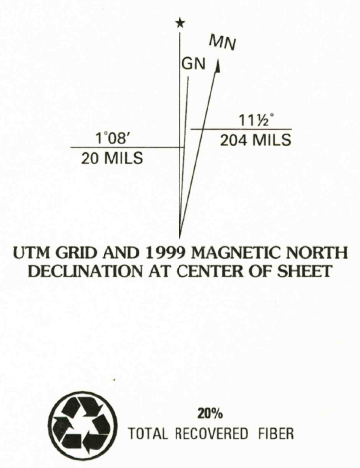 ★
MN
GN
11½°
204 MILS
1°08′
20 MILS
UTM GRID AND 1999 MAGNETIC NORTH
DECLINATION AT CENTER OF SHEET
20%
TOTAL RECOVERED FIBER